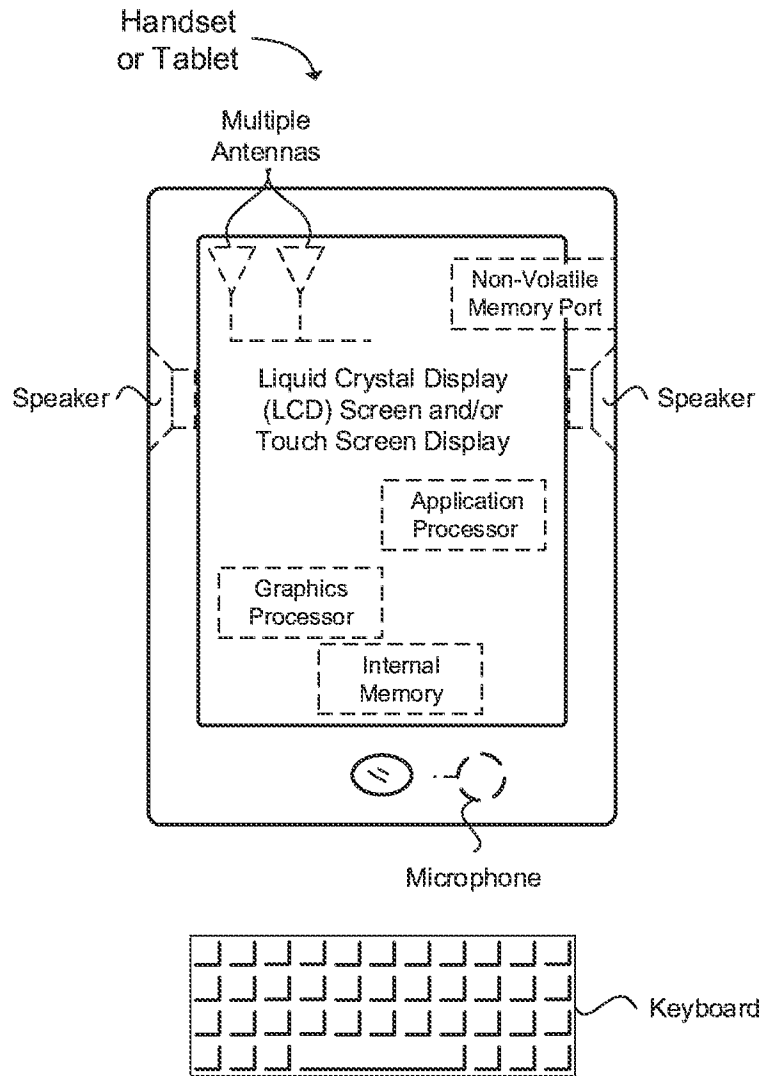 Handset
or Tablet
Multiple
Antennas
Non-Volatile
Memory Port
Liquid Crystal Display
(LCD) Screen and/or
Touch Screen Display
Speaker
Speaker
Application
Processor
Graphics
Processor
Internal
Memory
Microphone
Keyboard